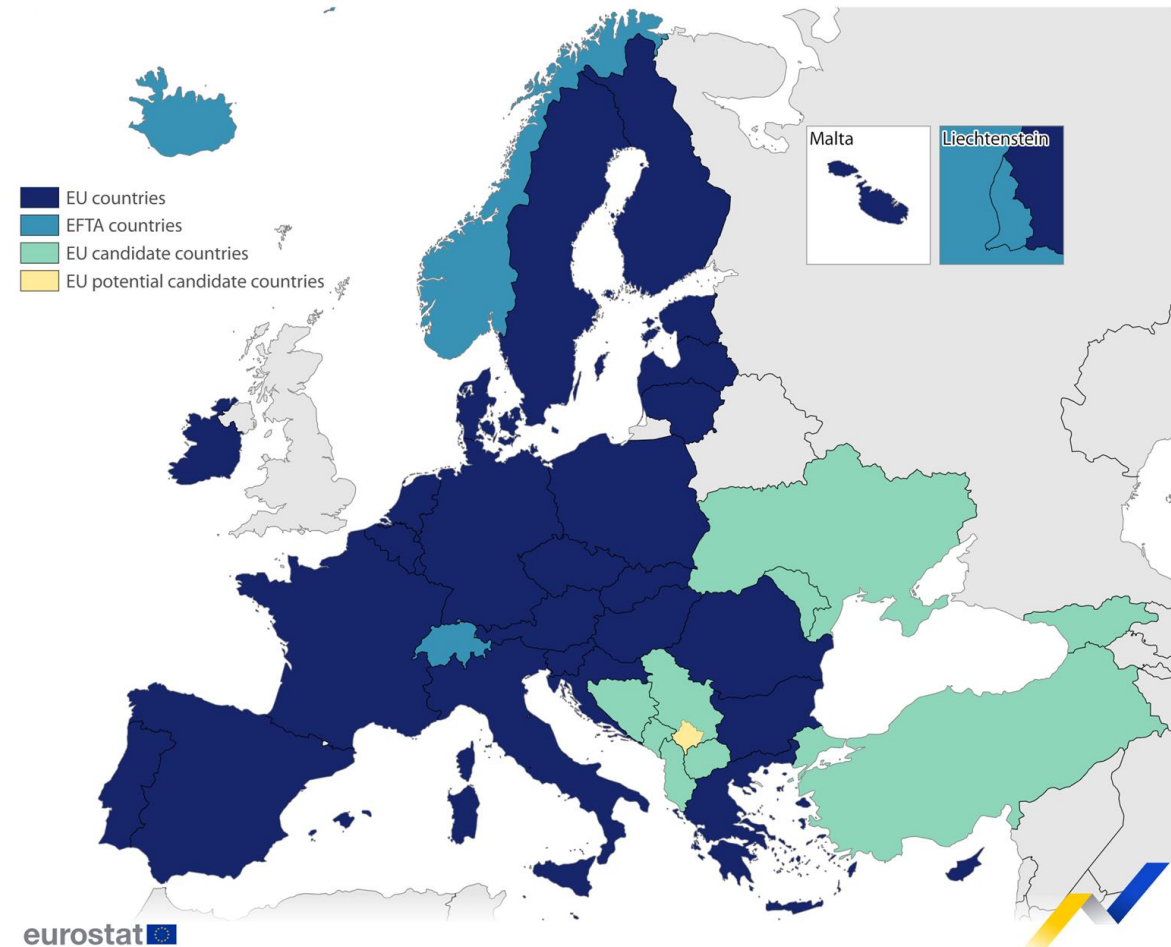 Malta
Liechtenstein
EU countries
EFTA countries
EU candidate countries
EU potential candidate countries
eurostat